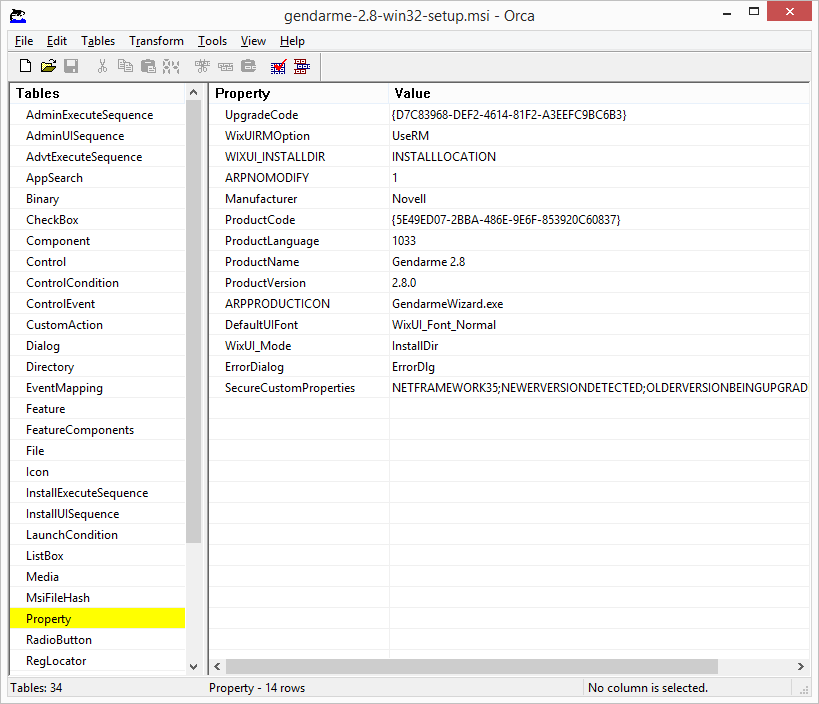 gendarme-2.8-win32-setup.msi - Orca
File Edit Tables Transform Tools View Help
Tables
AdminExecuteSequence
AdminUISequence
AdvtExecuteSequence
AppSearch
Binary
CheckBox
Component
Control
ControlCondition
ControlEvent
CustomAction
Dialog
Directory
EventMapping
Feature
FeatureComponents
File
Icon
InstallExecuteSequence
InstallUISequence
LaunchCondition
ListBox
Media
MsiFileHash
Property
RadioButton
RegLocator
Property Value
UpgradeCode {D7C83968-DEF2-4614-81F2-A3EEFC9BC6B3}
WixUIRMOption UseRM
WIXUI_INSTALLDIR INSTALLLOCATION
ARPNOMODIFY 1
Manufacturer Novell
ProductCode {5E49ED07-2BBA-486E-9E6F-853920C60837}
ProductLanguage 1033
ProductName Gendarme 2.8
ProductVersion 2.8.0
ARPPRODUCTICON GendarmeWizard.exe
DefaultUIFont WixUI_Font_Normal
WixUI_Mode InstallDir
ErrorDialog ErrorDlg
SecureCustomProperties NETFRAMEWORK35;NEWERVERSIONDETECTED;OLDERVERSIONBEINGUPGRAD
Tables: 34 Property - 14 rows No column is selected.